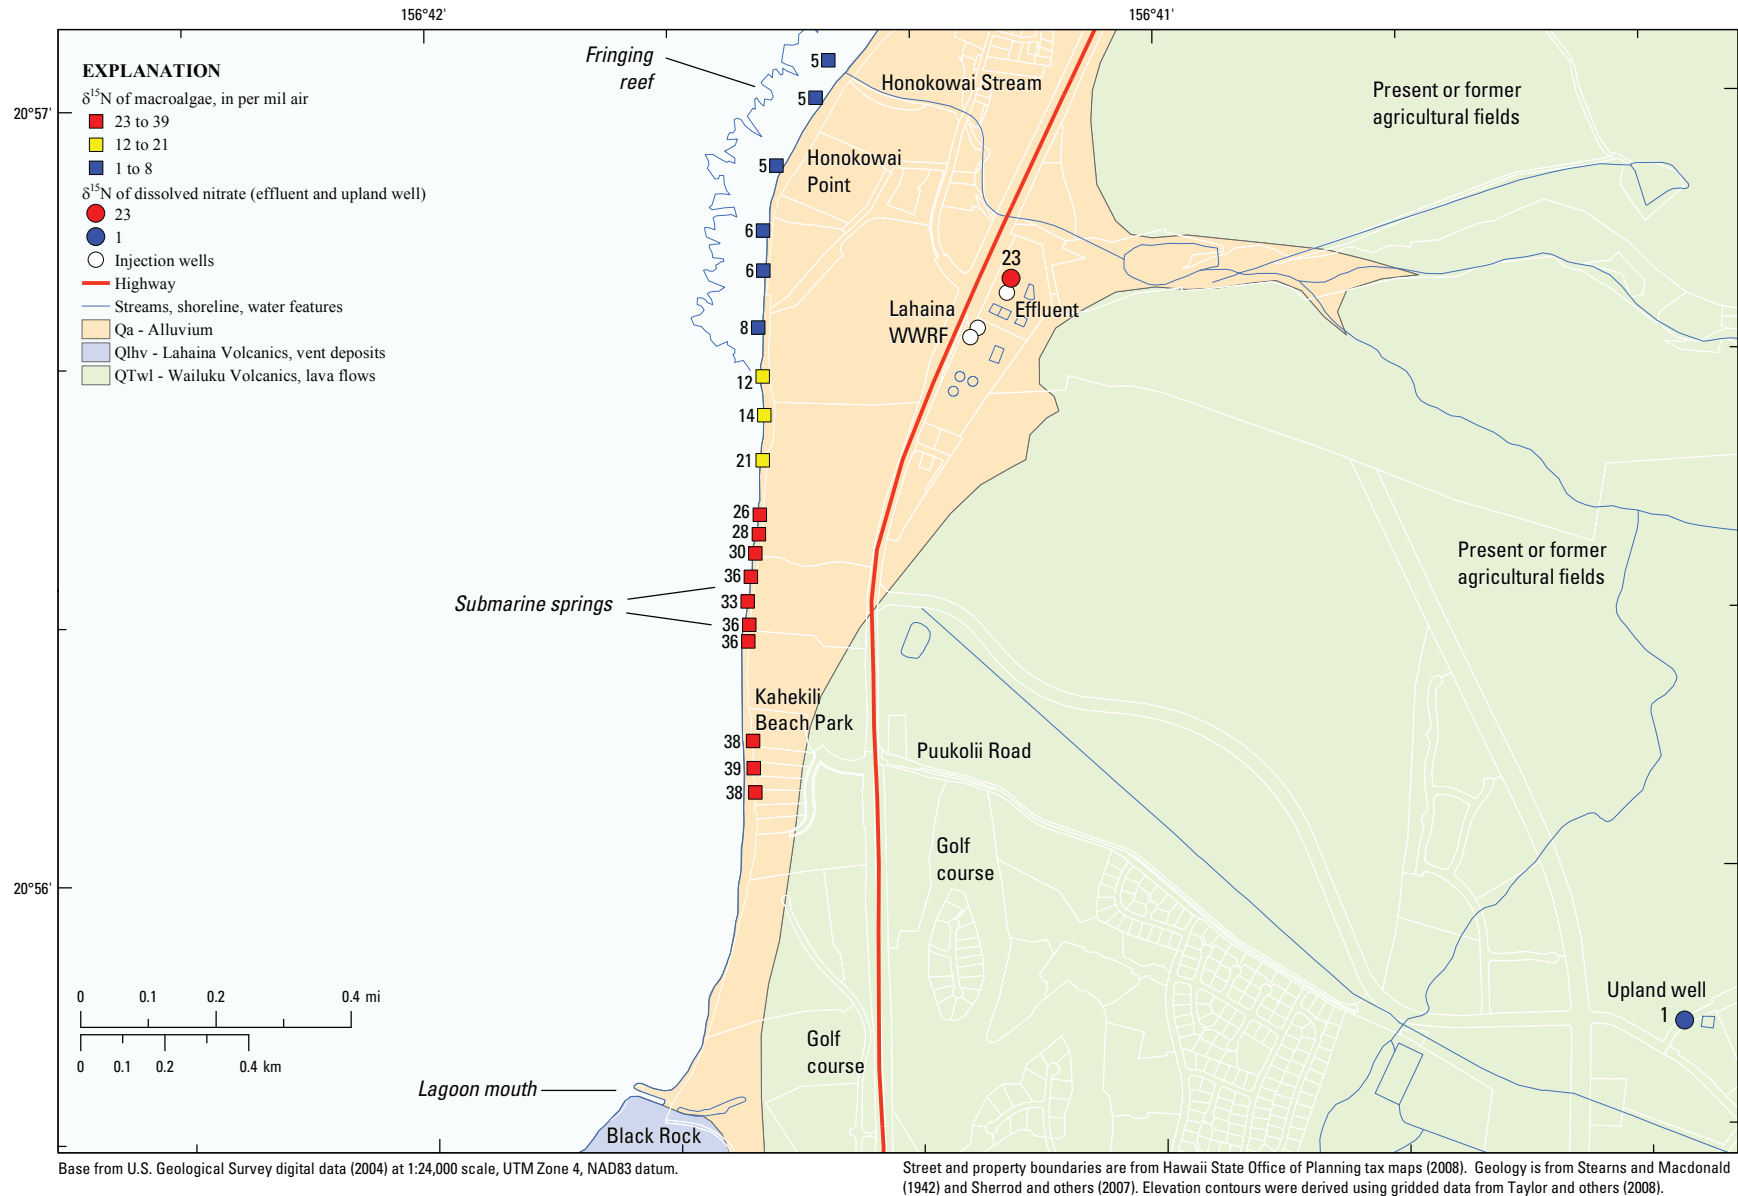 156°42'
156°41'
20°57'
20°56'
EXPLANATION
δ¹⁵N of macroalgae, in per mil air
23 to 39
12 to 21
1 to 8
δ¹⁵N of dissolved nitrate (effluent and upland well)
23
1
Injection wells
Highway
Streams, shoreline, water features
Qa - Alluvium
Qlhv - Lahaina Volcanics, vent deposits
QTwl - Wailuku Volcanics, lava flows
Fringing
reef
5
5
5
6
6
8
12
14
21
26
28
30
36
33
36
36
38
39
38
Honokowai Stream
Honokowai
Point
Present or former
agricultural fields
23
Effluent
Lahaina
WWRF
Present or former
agricultural fields
Submarine springs
Kahekili
Beach Park
Puukolii Road
Golf
course
Golf
course
Upland well
1
Lagoon mouth
Black Rock
0 0.1 0.2 0.4 mi
0 0.1 0.2 0.4 km
Base from U.S. Geological Survey digital data (2004) at 1:24,000 scale, UTM Zone 4, NAD83 datum.
Street and property boundaries are from Hawaii State Office of Planning tax maps (2008). Geology is from Stearns and Macdonald
(1942) and Sherrod and others (2007). Elevation contours were derived using gridded data from Taylor and others (2008).